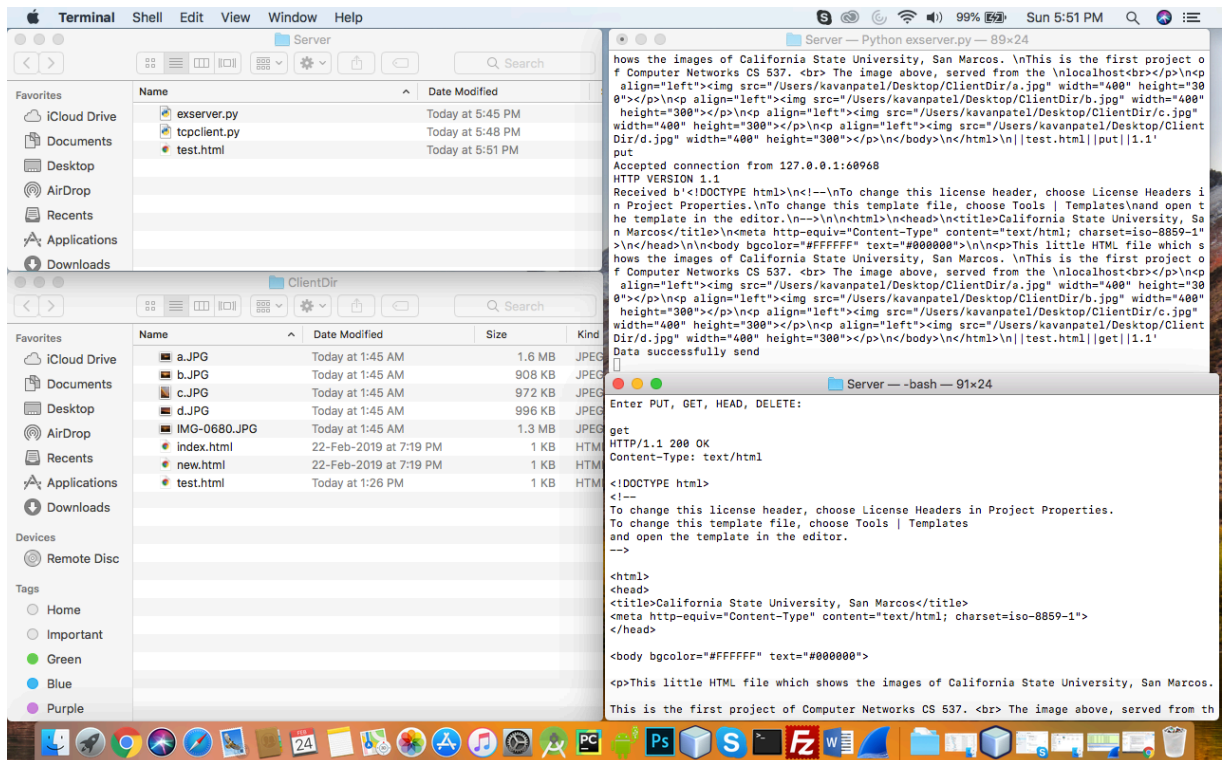 Terminal Shell Edit View Window Help 99% Sun 5:51 PM
Server
Search
Favorites
iCloud Drive
Documents
Desktop
AirDrop
Recents
Applications
Downloads
Name Date Modified
exserver.py Today at 5:45 PM
tcpclient.py Today at 5:48 PM
test.html Today at 5:51 PM
ClientDir
Search
Favorites
iCloud Drive
Documents
Desktop
AirDrop
Recents
Applications
Downloads
Devices
Remote Disc
Tags
Home
Important
Green
Blue
Purple
Name Date Modified Size Kind
a.JPG Today at 1:45 AM 1.6 MB JPEG
b.JPG Today at 1:45 AM 908 KB JPEG
c.JPG Today at 1:45 AM 972 KB JPEG
d.JPG Today at 1:45 AM 996 KB JPEG
IMG-0680.JPG Today at 1:45 AM 1.3 MB JPEG
index.html 22-Feb-2019 at 7:19 PM 1 KB HTM
new.html 22-Feb-2019 at 7:19 PM 1 KB HTM
test.html Today at 1:26 PM 1 KB HTM
Server — Python exserver.py — 89×24
hows the images of California State University, San Marcos. \nThis is the first project o
f Computer Networks CS 537. <br> The image above, served from the \nlocalhost<br></p>\n<p
 align="left"><img src="/Users/kavanpatel/Desktop/ClientDir/a.jpg" width="400" height="30
0"></p>\n<p align="left"><img src="/Users/kavanpatel/Desktop/ClientDir/b.jpg" width="400"
 height="300"></p>\n<p align="left"><img src="/Users/kavanpatel/Desktop/ClientDir/c.jpg"
width="400" height="300"></p>\n<p align="left"><img src="/Users/kavanpatel/Desktop/Client
Dir/d.jpg" width="400" height="300"></p>\n</body>\n</html>\n||test.html||put||1.1'
put
Accepted connection from 127.0.0.1:60968
HTTP VERSION 1.1
Received b'<!DOCTYPE html>\n<!--\nTo change this license header, choose License Headers i
n Project Properties.\nTo change this template file, choose Tools | Templates\nand open t
he template in the editor.\n-->\n\n<html>\n<head>\n<title>California State University, Sa
n Marcos</title>\n<meta http-equiv="Content-Type" content="text/html; charset=iso-8859-1"
>\n</head>\n\n<body bgcolor="#FFFFFF" text="#000000">\n\n<p>This little HTML file which s
hows the images of California State University, San Marcos. \nThis is the first project o
f Computer Networks CS 537. <br> The image above, served from the \nlocalhost<br></p>\n<p
 align="left"><img src="/Users/kavanpatel/Desktop/ClientDir/a.jpg" width="400" height="30
0"></p>\n<p align="left"><img src="/Users/kavanpatel/Desktop/ClientDir/b.jpg" width="400"
 height="300"></p>\n<p align="left"><img src="/Users/kavanpatel/Desktop/ClientDir/c.jpg"
width="400" height="300"></p>\n<p align="left"><img src="/Users/kavanpatel/Desktop/Client
Dir/d.jpg" width="400" height="300"></p>\n</body>\n</html>\n||test.html||get||1.1'
Data successfully send
Server — -bash — 91×24
Enter PUT, GET, HEAD, DELETE:
get
HTTP/1.1 200 OK
Content-Type: text/html
<!DOCTYPE html>
<!--
To change this license header, choose License Headers in Project Properties.
To change this template file, choose Tools | Templates
and open the template in the editor.
-->
<html>
<head>
<title>California State University, San Marcos</title>
<meta http-equiv="Content-Type" content="text/html; charset=iso-8859-1">
</head>
<body bgcolor="#FFFFFF" text="#000000">
<p>This little HTML file which shows the images of California State University, San Marcos.
This is the first project of Computer Networks CS 537. <br> The image above, served from th
FEB
24
PC
Ps
S
Fz
W